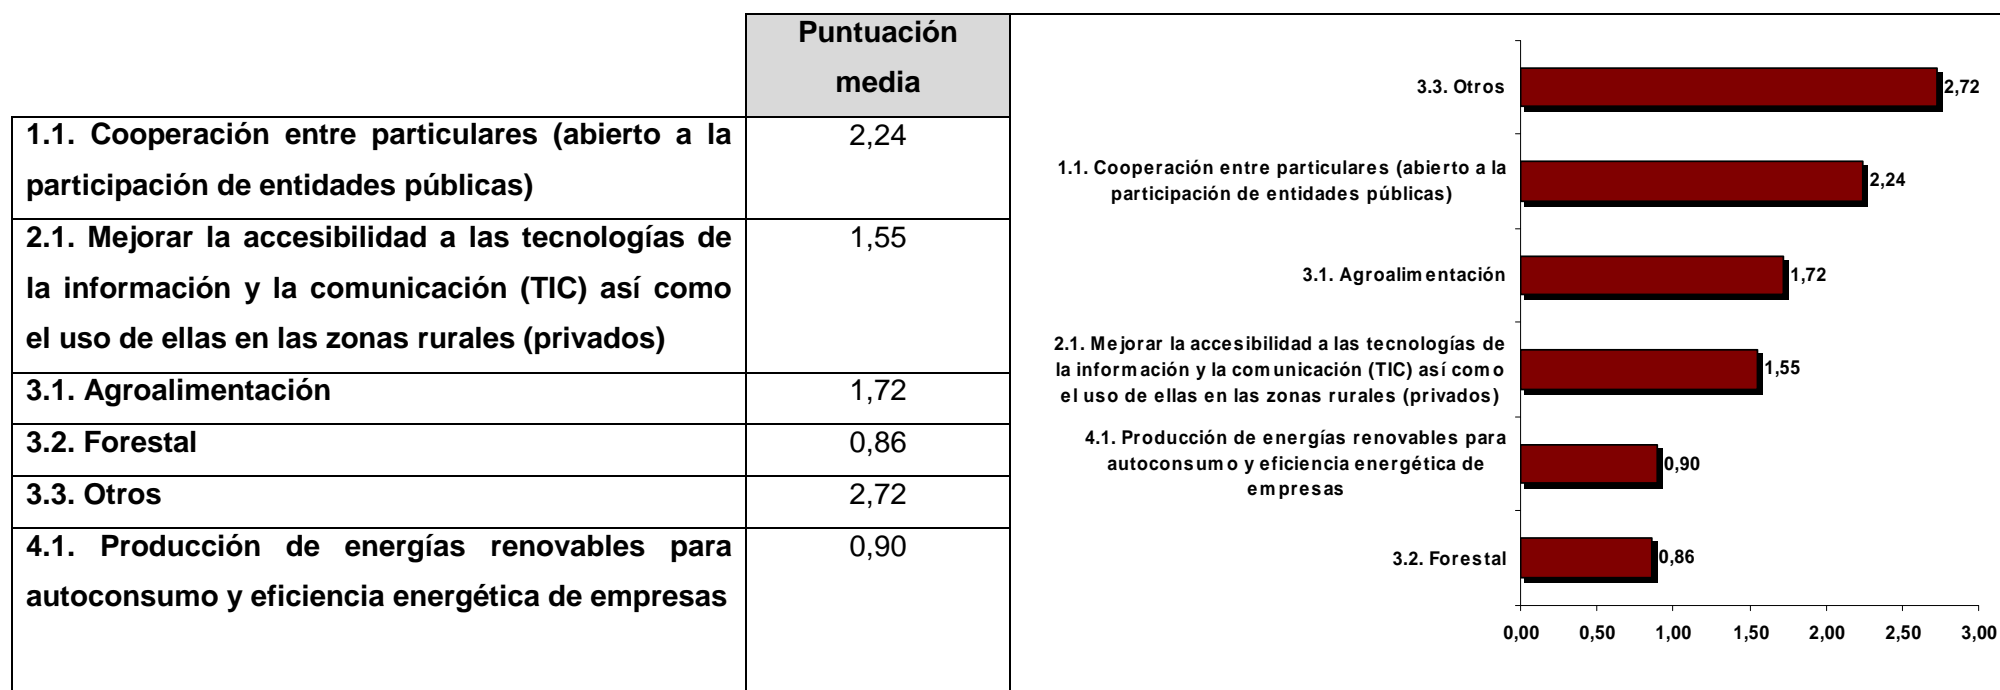 Puntuación
media
1.1. Cooperación entre particulares (abierto a la
participación de entidades públicas)
2,24
2.1. Mejorar la accesibilidad a las tecnologías de
la información y la comunicación (TIC) así como
el uso de ellas en las zonas rurales (privados)
1,55
3.1. Agroalimentación
1,72
3.2. Forestal
0,86
3.3. Otros
2,72
4.1. Producción de energías renovables para
autoconsumo y eficiencia energética de empresas
0,90
3.3. Otros
2,72
1.1. Cooperación entre particulares (abierto a la
participación de entidades públicas)
2,24
3.1. Agroalimentación
1,72
2.1. Mejorar la accesibilidad a las tecnologías de
la información y la comunicación (TIC) así como
el uso de ellas en las zonas rurales (privados)
1,55
4.1. Producción de energías renovables para
autoconsumo y eficiencia energética de
empresas
0,90
3.2. Forestal
0,86
0,00 0,50 1,00 1,50 2,00 2,50 3,00